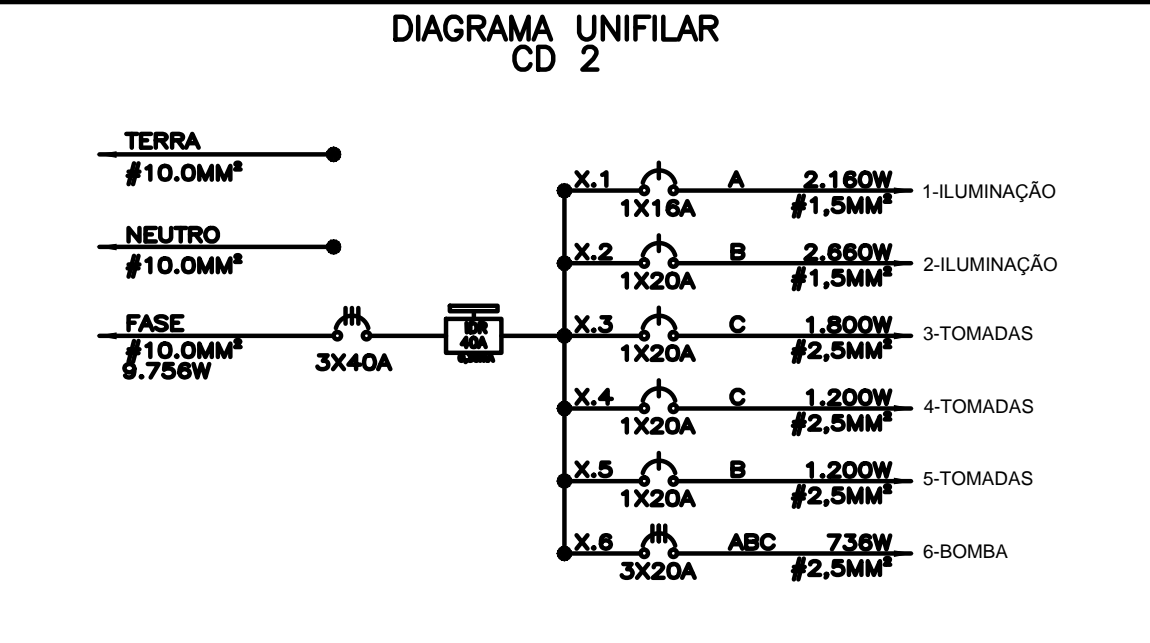 DIAGRAMA UNIFILAR
CD 2
TERRA
#10.0MM²
NEUTRO
#10.0MM²
FASE
#10.0MM²
9.756W
3X40A
IDR
40A
X.1
1X16A
A
2.160W
#1,5MM²
1-ILUMINAÇÃO
X.2
1X20A
B
2.660W
#1,5MM²
2-ILUMINAÇÃO
X.3
1X20A
C
1.800W
#2,5MM²
3-TOMADAS
X.4
1X20A
C
1.200W
#2,5MM²
4-TOMADAS
X.5
1X20A
B
1.200W
#2,5MM²
5-TOMADAS
X.6
3X20A
ABC
736W
#2,5MM²
6-BOMBA